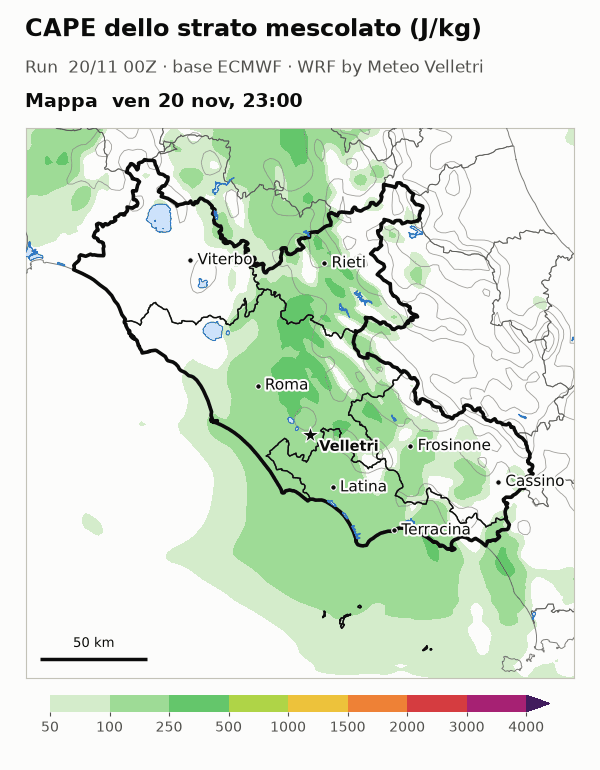 CAPE dello strato mescolato (J/kg)
Run  20/11 00Z · base ECMWF · WRF by Meteo Velletri
Mappa  ven 20 nov, 23:00
Viterbo
Rieti
Roma
Velletri
Frosinone
Cassino
Latina
Terracina
50 km
50 100 250 500 1000 1500 2000 3000 4000